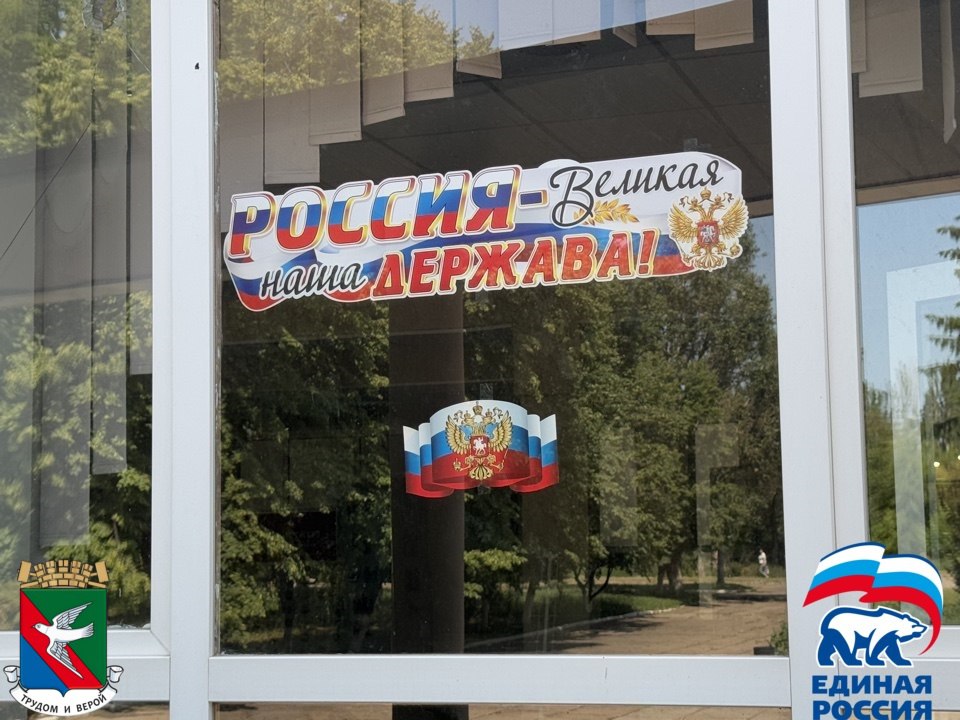 РОССИЯ - Великая
наша ДЕРЖАВА!
ТРУДОМ И ВЕРОЙ
ЕДИНАЯ
РОССИЯ